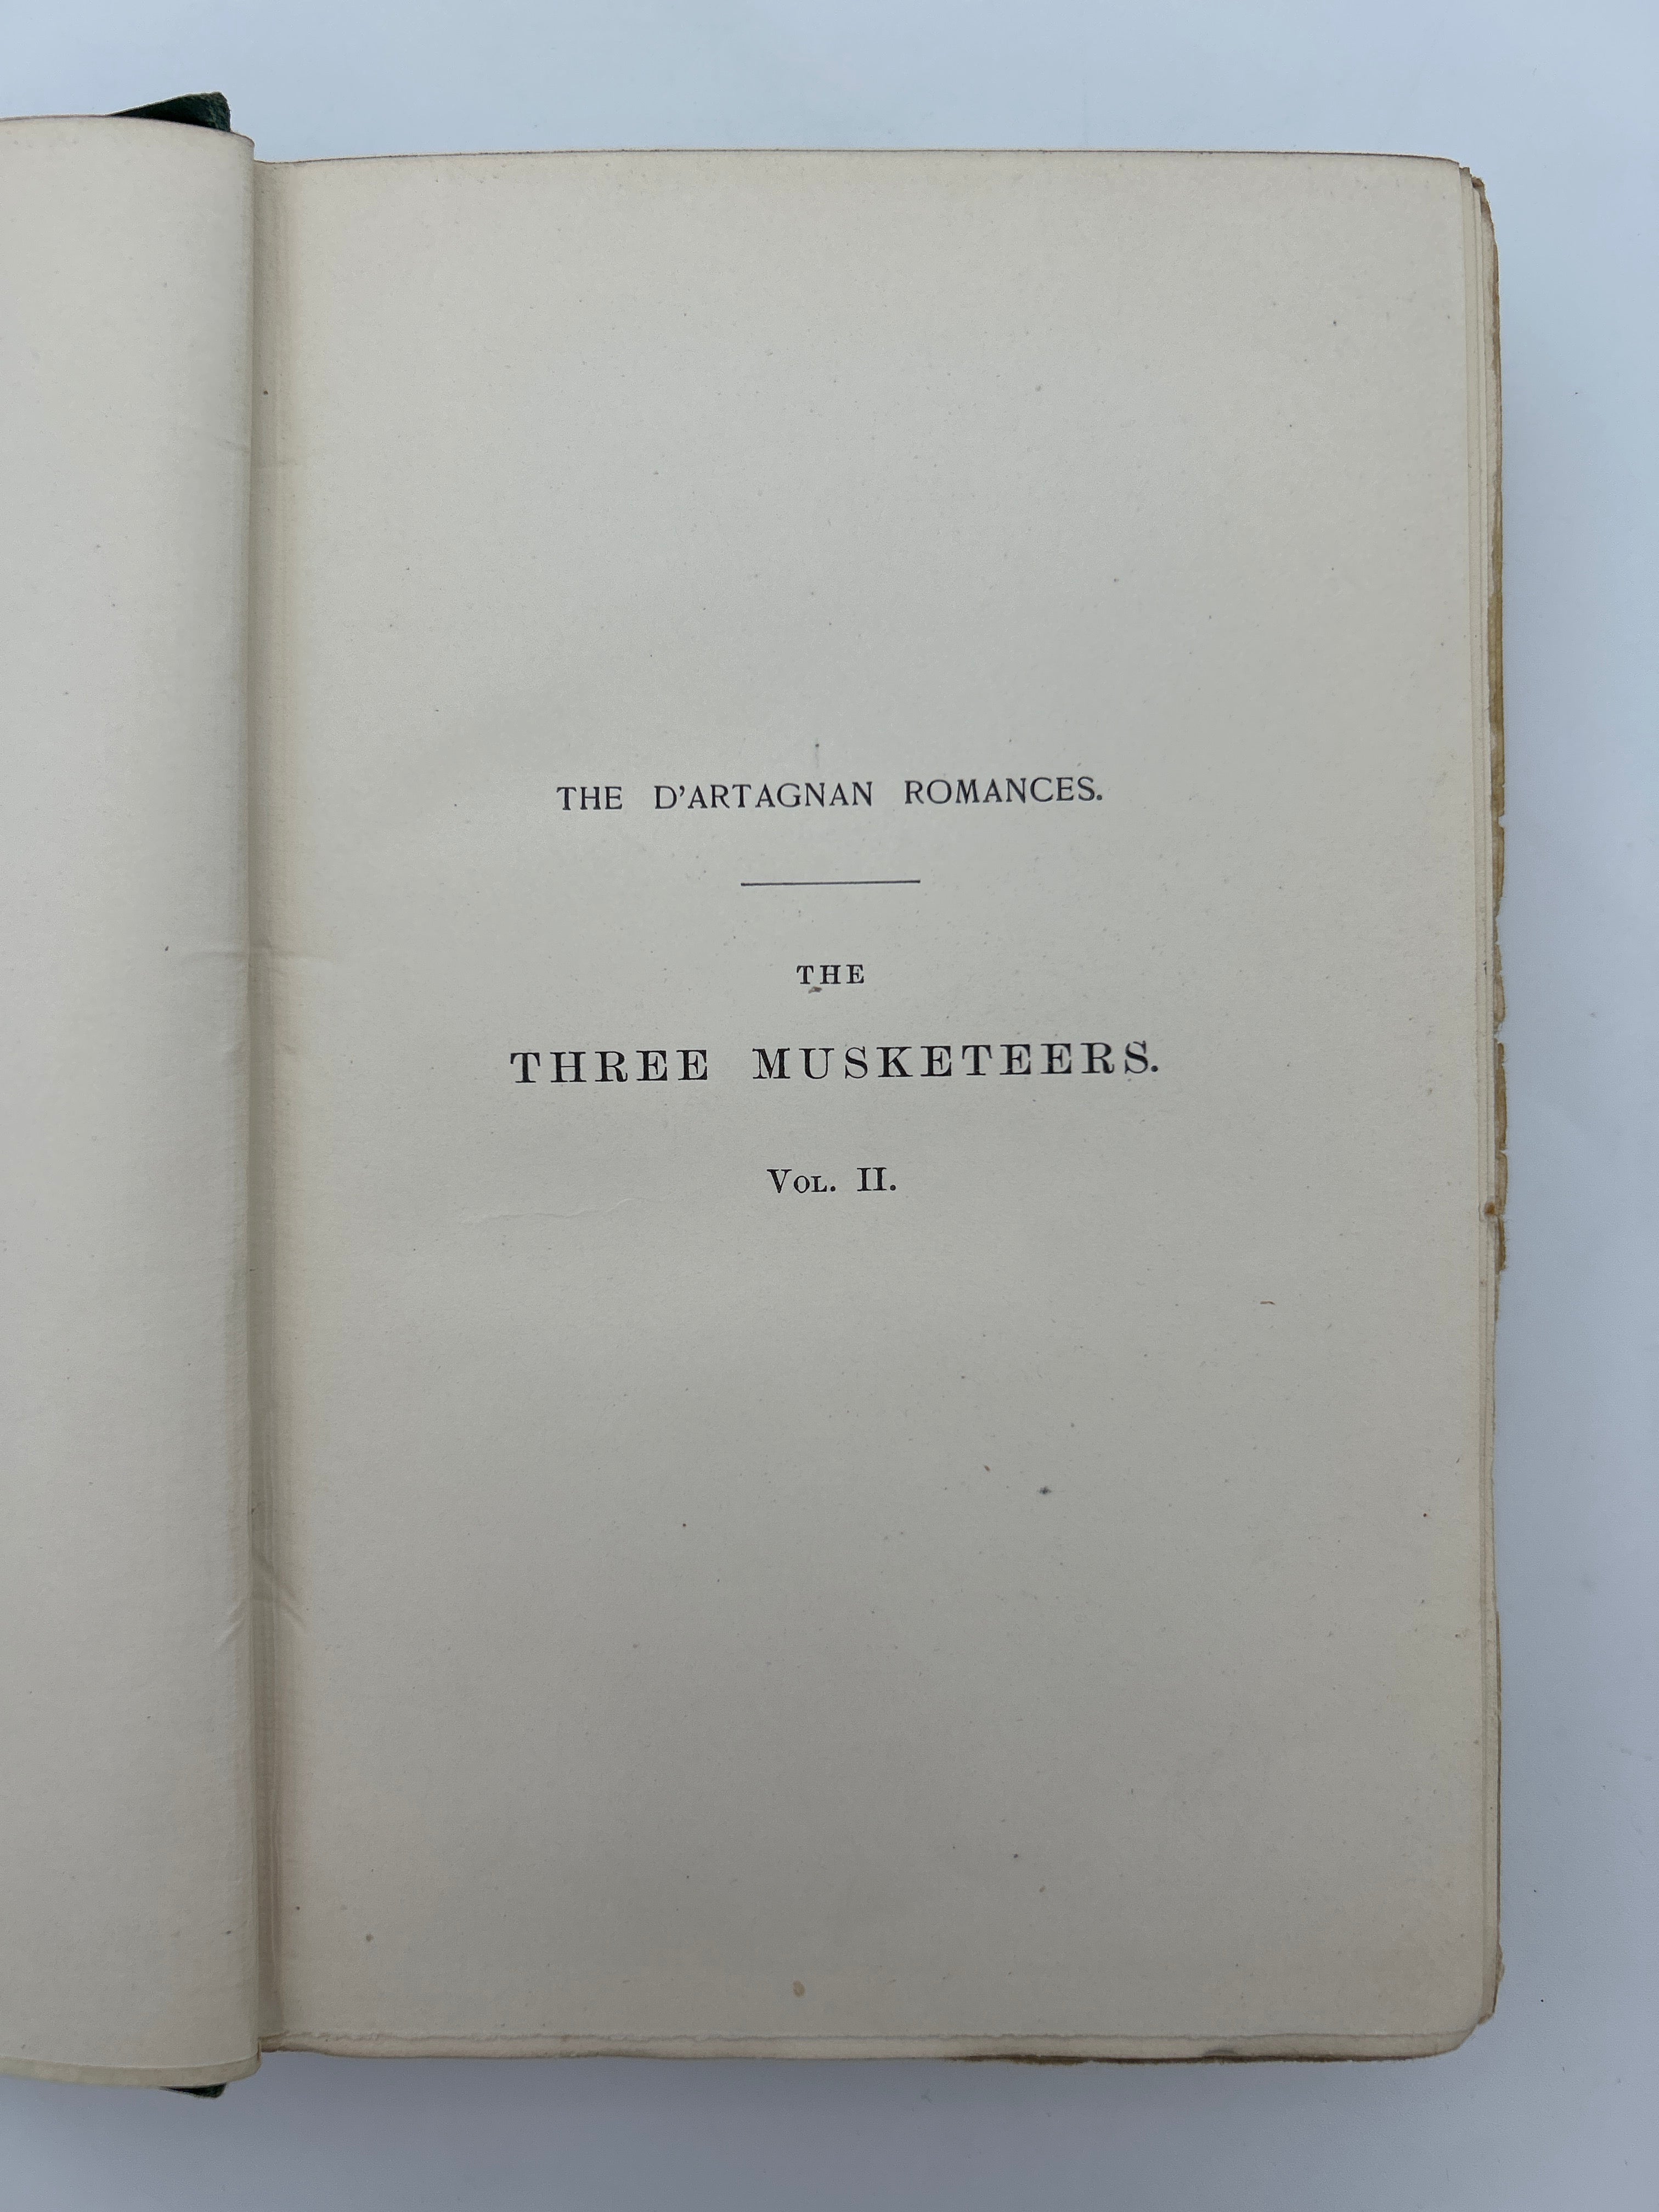 THE D'ARTAGNAN ROMANCES.
THE
THREE MUSKETEERS.
VOL. II.